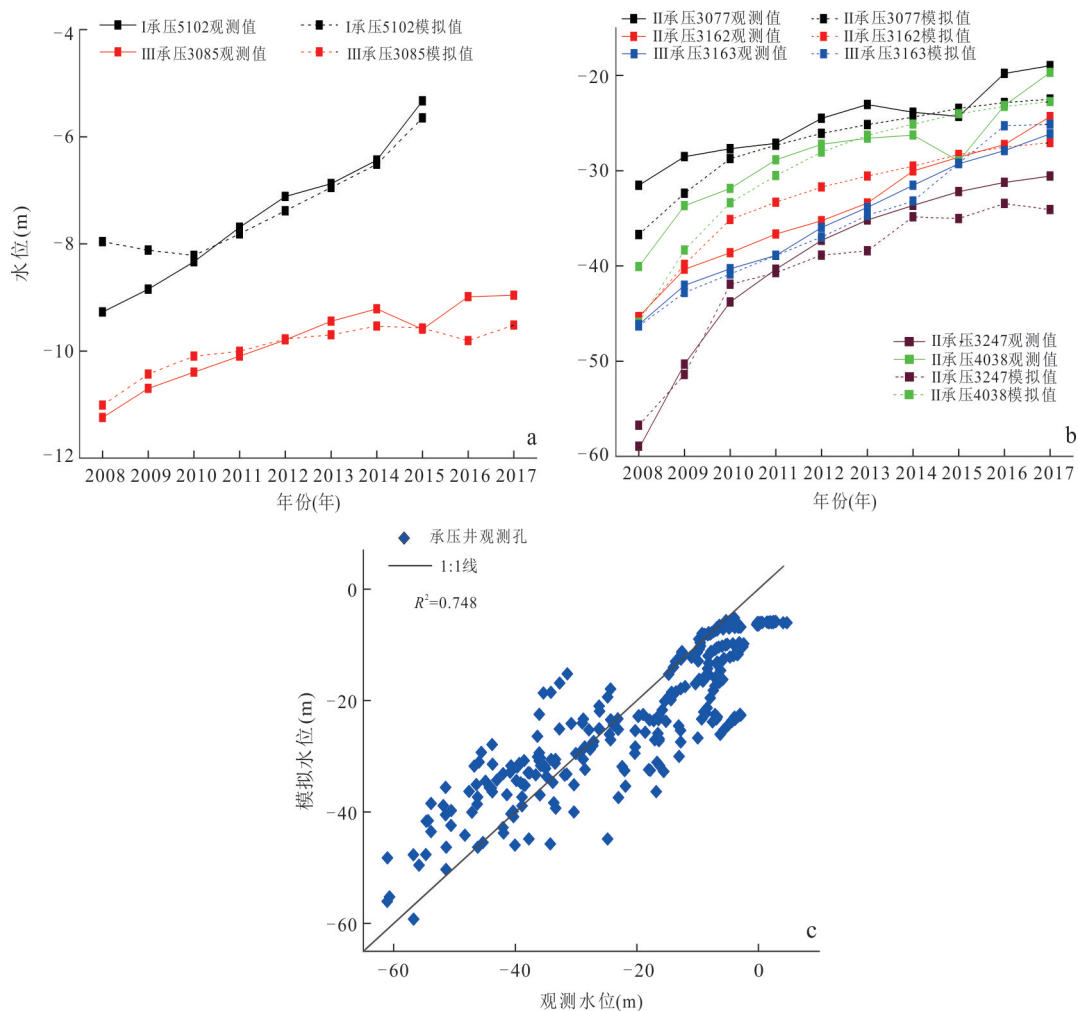 I承压5102观测值 I承压5102模拟值
III承压3085观测值 III承压3085模拟值
水位(m)
-4
-6
-8
-10
-12
2008 2009 2010 2011 2012 2013 2014 2015 2016 2017
年份(年)
a
II承压3077观测值 II承压3077模拟值
II承压3162观测值 II承压3162模拟值
III承压3163观测值 III承压3163模拟值
-20
-30
-40
-50
-60
II承压3247观测值
II承压4038观测值
II承压3247模拟值
II承压4038模拟值
b
2008 2009 2010 2011 2012 2013 2014 2015 2016 2017
年份(年)
承压井观测孔
1:1线
R²=0.748
模拟水位(m)
0
-20
-40
-60
c
-60 -40 -20 0
观测水位(m)